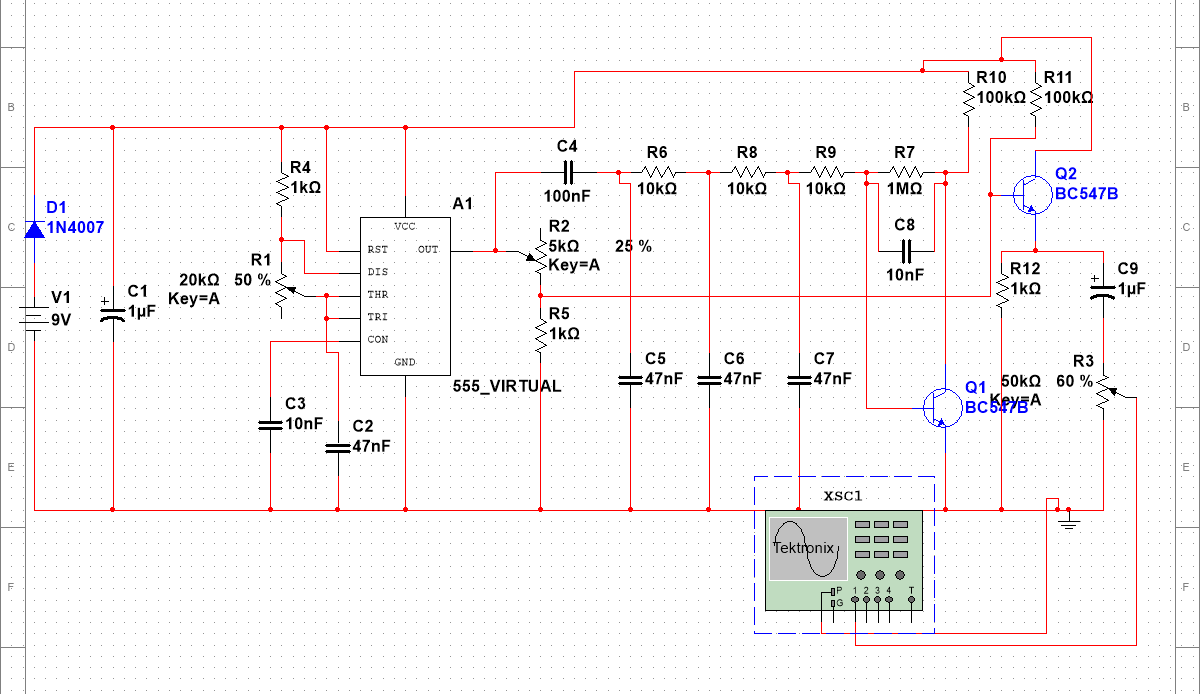 B
B
R10
100kΩ
R11
100kΩ
C4
100nF
R6
10kΩ
R8
10kΩ
R9
10kΩ
R7
1MΩ
R4
1kΩ
Q2
BC547B
D1
1N4007
C
C
A1
VCC
RST
OUT
DIS
THR
TRI
CON
GND
555_VIRTUAL
R2
5kΩ
Key=A
25 %
C8
10nF
R1
20kΩ
50 %
Key=A
R12
1kΩ
C9
1µF
+
V1
9V
C1
1µF
+
R5
1kΩ
D
D
C5
47nF
C6
47nF
C7
47nF
R3
60 %
50kΩ
Key=A
Q1
BC547B
C3
10nF
C2
47nF
E
E
XSC1
Tektronix
P
G
1 2 3 4 T
F
F